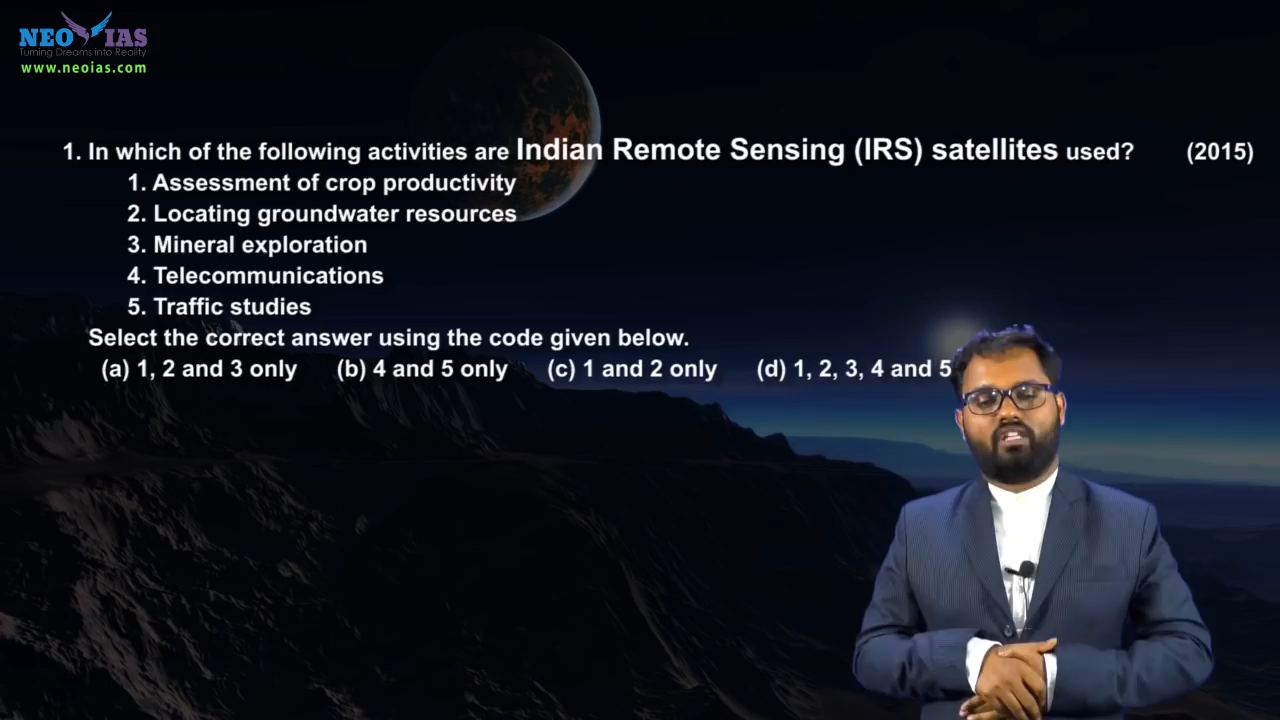 NEO IAS
Turning Dreams into Reality
www.neoias.com
1. In which of the following activities are Indian Remote Sensing (IRS) satellites used? (2015)
1. Assessment of crop productivity
2. Locating groundwater resources
3. Mineral exploration
4. Telecommunications
5. Traffic studies
Select the correct answer using the code given below.
(a) 1, 2 and 3 only (b) 4 and 5 only (c) 1 and 2 only (d) 1, 2, 3, 4 and 5